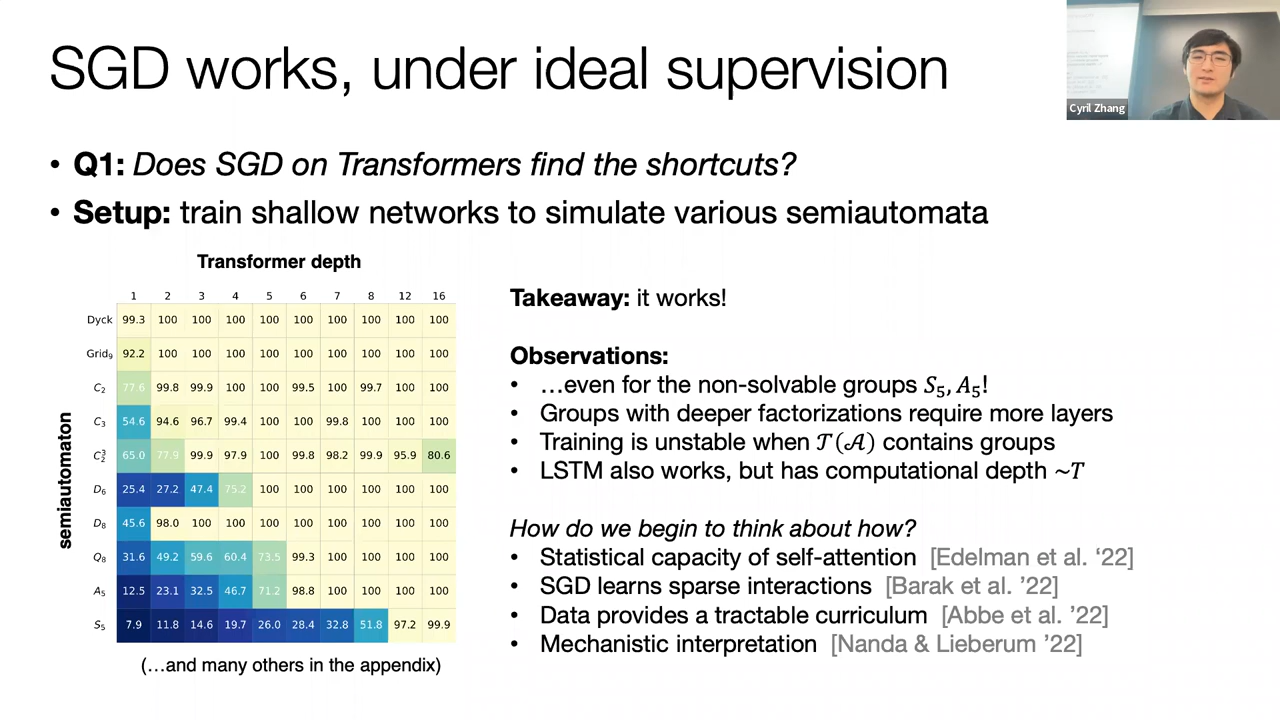 SGD works, under ideal supervision
Cyril Zhang
• Q1: Does SGD on Transformers find the shortcuts?
• Setup: train shallow networks to simulate various semiautomata
Transformer depth
1 2 3 4 5 6 7 8 12 16
semiautomaton
Dyck 99.3 100 100 100 100 100 100 100 100 100
Grid₉ 92.2 100 100 100 100 100 100 100 100 100
C₂ 77.6 99.8 99.9 100 100 99.5 100 99.7 100 100
C₃ 54.6 94.6 96.7 99.4 100 100 99.8 100 100 100
C₂³ 65.0 77.9 99.9 97.9 100 99.8 98.2 99.9 95.9 80.6
D₆ 25.4 27.2 47.4 75.2 100 100 100 100 100 100
D₈ 45.6 98.0 100 100 100 100 100 100 100 100
Q₈ 31.6 49.2 59.6 60.4 73.5 99.3 100 100 100 100
A₅ 12.5 23.1 32.5 46.7 71.2 98.8 100 100 100 100
S₅ 7.9 11.8 14.6 19.7 26.0 28.4 32.8 51.8 97.2 99.9
(…and many others in the appendix)
Takeaway: it works!
Observations:
• …even for the non-solvable groups S₅, A₅!
• Groups with deeper factorizations require more layers
• Training is unstable when 𝒯(𝒜) contains groups
• LSTM also works, but has computational depth ~T
How do we begin to think about how?
• Statistical capacity of self-attention [Edelman et al. ‘22]
• SGD learns sparse interactions [Barak et al. ’22]
• Data provides a tractable curriculum [Abbe et al. ’22]
• Mechanistic interpretation [Nanda & Lieberum ’22]